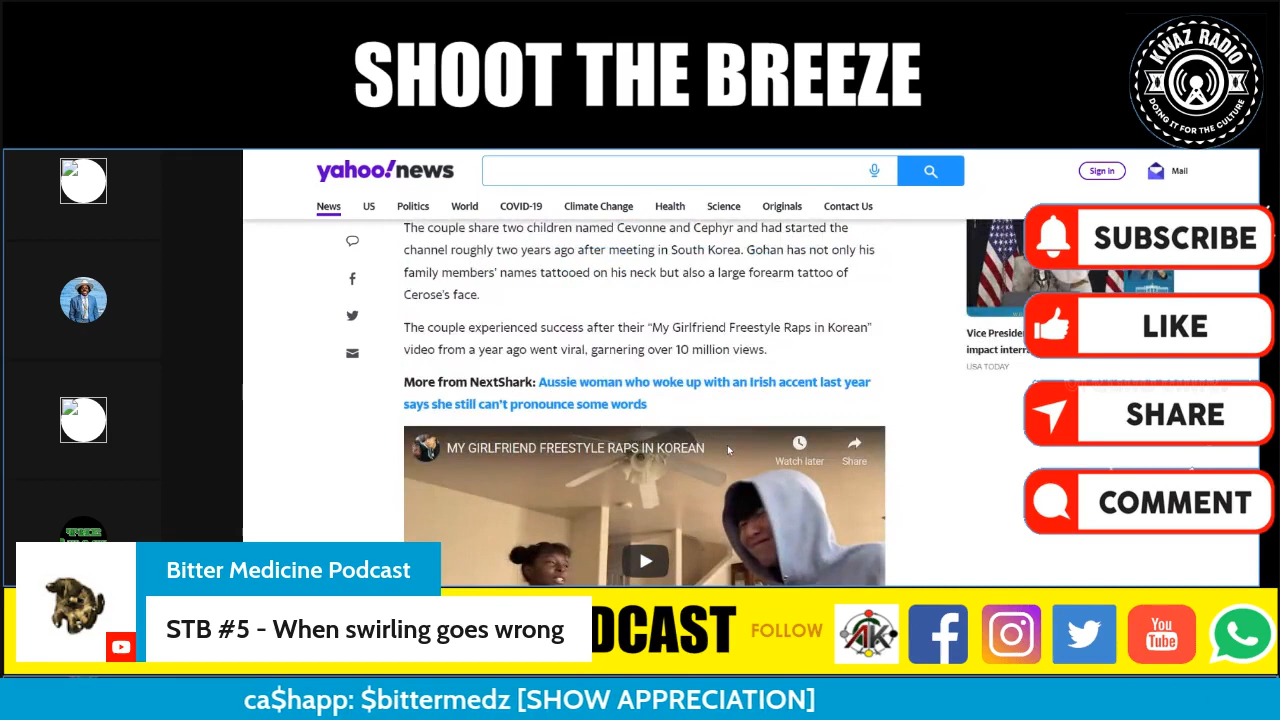 SHOOT THE BREEZE
KWAZ RADIO
DOING IT FOR THE CULTURE
yahoo!news
Sign in
Mail
News US Politics World COVID-19 Climate Change Health Science Originals Contact Us
The couple share two children named Cevonne and Cephyr and had started the
channel roughly two years ago after meeting in South Korea. Gohan has not only his
family members' names tattooed on his neck but also a large forearm tattoo of
Cerose's face.
The couple experienced success after their “My Girlfriend Freestyle Raps in Korean”
video from a year ago went viral, garnering over 10 million views.
More from NextShark: Aussie woman who woke up with an Irish accent last year
says she still can't pronounce some words
MY GIRLFRIEND FREESTYLE RAPS IN KOREAN
Watch later
Share
Vice Preside
impact intern
USA TODAY
SUBSCRIBE
LIKE
SHARE
COMMENT
Bitter Medicine Podcast
STB #5 - When swirling goes wrong
DCAST
FOLLOW
You
Tube
ca$happ: $bittermedz [SHOW APPRECIATION]